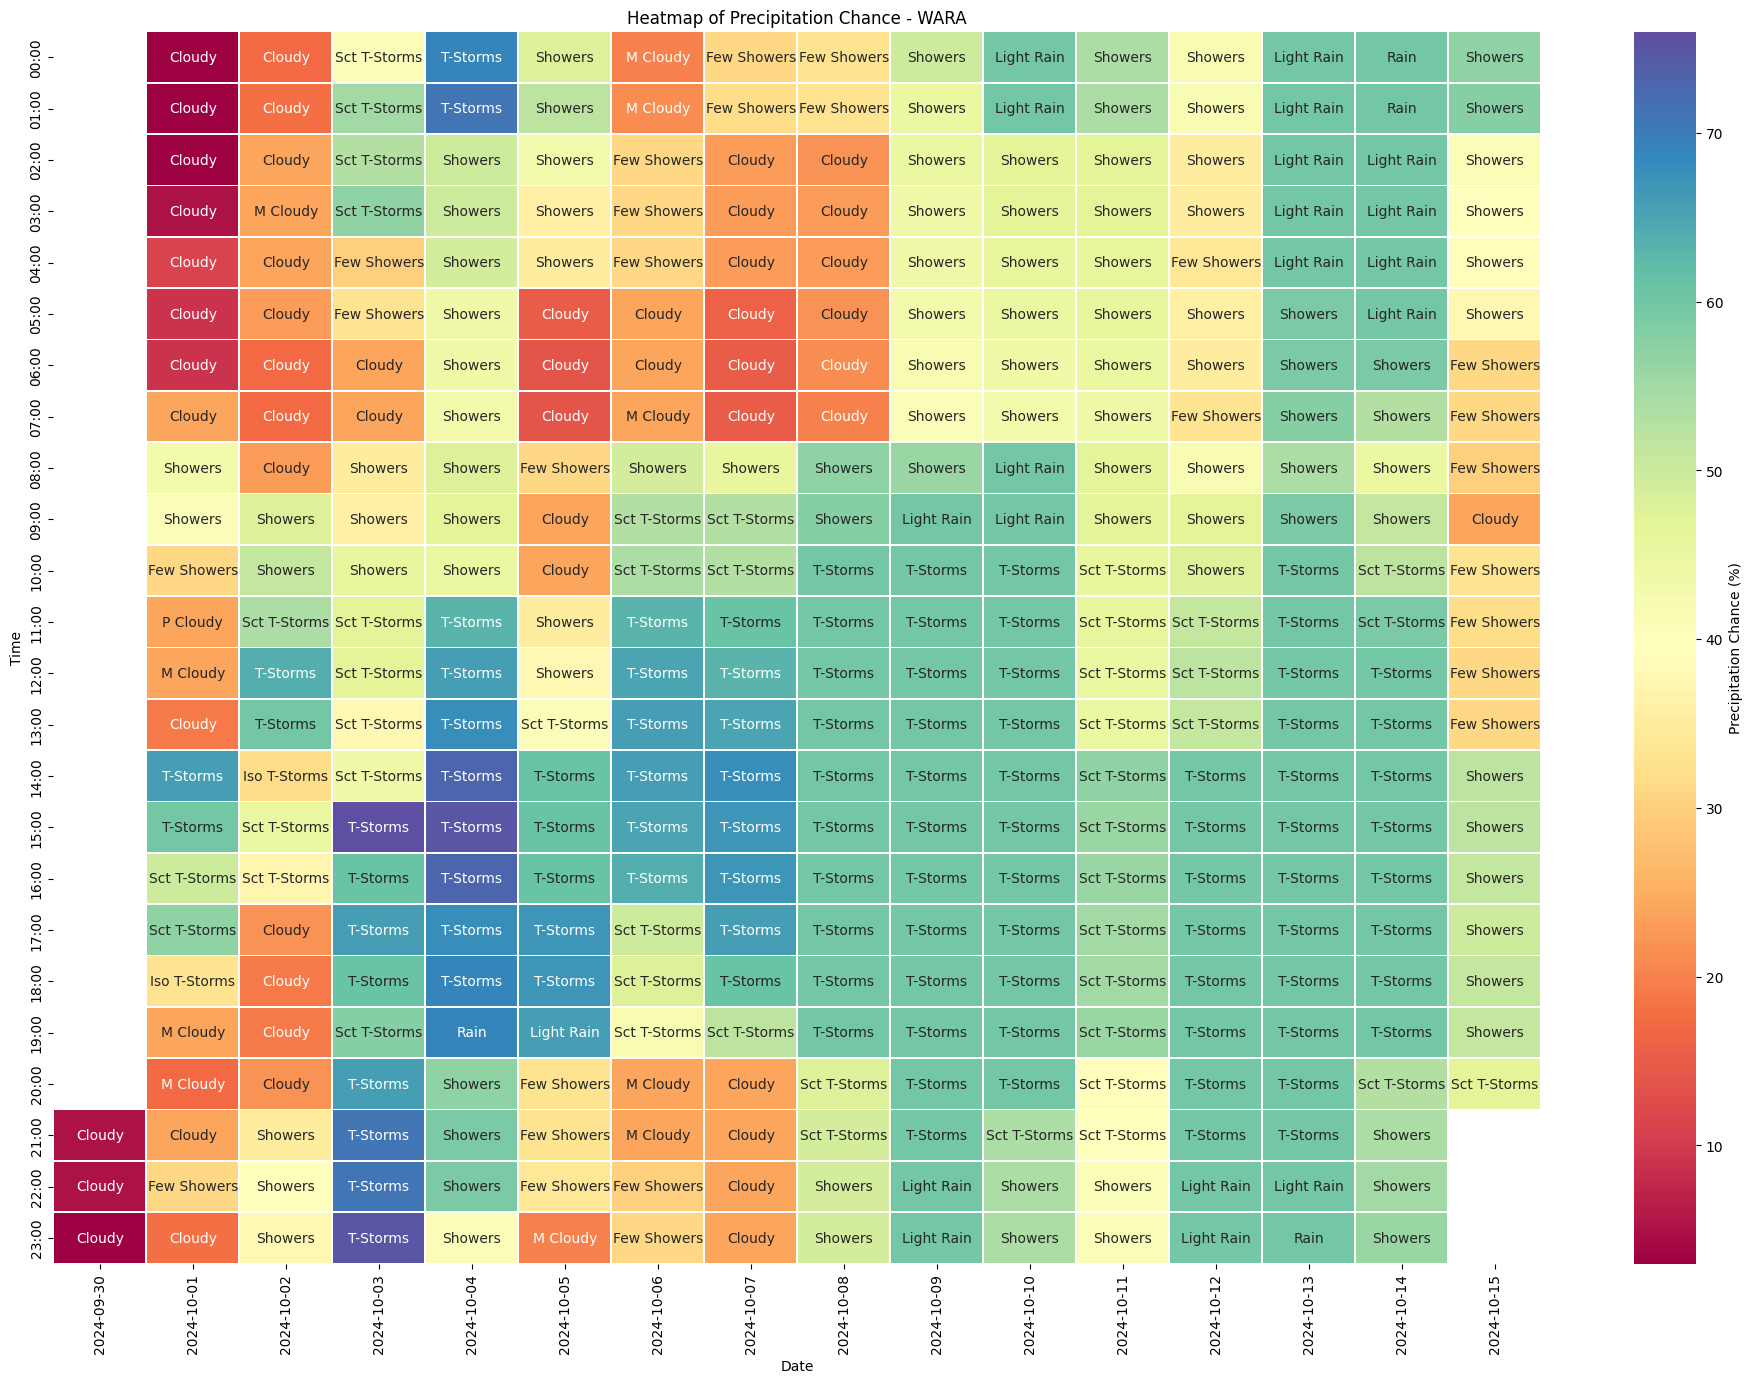 Heatmap of Precipitation Chance - WARA
00:00 Cloudy Cloudy Sct T-Storms T-Storms Showers M Cloudy Few Showers Few Showers Showers Light Rain Showers Showers Light Rain Rain Showers
01:00 Cloudy Cloudy Sct T-Storms T-Storms Showers M Cloudy Few Showers Few Showers Showers Light Rain Showers Showers Light Rain Rain Showers
70
02:00 Cloudy Cloudy Sct T-Storms Showers Showers Few Showers Cloudy Cloudy Showers Showers Showers Showers Light Rain Light Rain Showers
03:00 Cloudy M Cloudy Sct T-Storms Showers Showers Few Showers Cloudy Cloudy Showers Showers Showers Showers Light Rain Light Rain Showers
04:00 Cloudy Cloudy Few Showers Showers Showers Few Showers Cloudy Cloudy Showers Showers Showers Few Showers Light Rain Light Rain Showers
60
05:00 Cloudy Cloudy Few Showers Showers Cloudy Cloudy Cloudy Cloudy Showers Showers Showers Showers Showers Light Rain Showers
06:00 Cloudy Cloudy Cloudy Showers Cloudy Cloudy Cloudy Cloudy Showers Showers Showers Showers Showers Showers Few Showers
07:00 Cloudy Cloudy Cloudy Showers Cloudy M Cloudy Cloudy Cloudy Showers Showers Showers Few Showers Showers Showers Few Showers
08:00 Showers Cloudy Showers Showers Few Showers Showers Showers Showers Showers Light Rain Showers Showers Showers Showers Few Showers
50
09:00 Showers Showers Showers Showers Cloudy Sct T-Storms Sct T-Storms Showers Light Rain Light Rain Showers Showers Showers Showers Cloudy
10:00 Few Showers Showers Showers Showers Cloudy Sct T-Storms Sct T-Storms T-Storms T-Storms T-Storms Sct T-Storms Showers T-Storms Sct T-Storms Few Showers
11:00 P Cloudy Sct T-Storms Sct T-Storms T-Storms Showers T-Storms T-Storms T-Storms T-Storms T-Storms Sct T-Storms Sct T-Storms T-Storms Sct T-Storms Few Showers
Time
40
Precipitation Chance (%)
12:00 M Cloudy T-Storms Sct T-Storms T-Storms Showers T-Storms T-Storms T-Storms T-Storms T-Storms Sct T-Storms Sct T-Storms T-Storms T-Storms Few Showers
13:00 Cloudy T-Storms Sct T-Storms T-Storms Sct T-Storms T-Storms T-Storms T-Storms T-Storms T-Storms Sct T-Storms Sct T-Storms T-Storms T-Storms Few Showers
14:00 T-Storms Iso T-Storms Sct T-Storms T-Storms T-Storms T-Storms T-Storms T-Storms T-Storms T-Storms Sct T-Storms T-Storms T-Storms T-Storms Showers
30
15:00 T-Storms Sct T-Storms T-Storms T-Storms T-Storms T-Storms T-Storms T-Storms T-Storms T-Storms Sct T-Storms T-Storms T-Storms T-Storms Showers
16:00 Sct T-Storms Sct T-Storms T-Storms T-Storms T-Storms T-Storms T-Storms T-Storms T-Storms T-Storms Sct T-Storms T-Storms T-Storms T-Storms Showers
17:00 Sct T-Storms Cloudy T-Storms T-Storms T-Storms Sct T-Storms T-Storms T-Storms T-Storms T-Storms Sct T-Storms T-Storms T-Storms T-Storms Showers
18:00 Iso T-Storms Cloudy T-Storms T-Storms T-Storms Sct T-Storms T-Storms T-Storms T-Storms T-Storms Sct T-Storms T-Storms T-Storms T-Storms Showers
20
19:00 M Cloudy Cloudy Sct T-Storms Rain Light Rain Sct T-Storms Sct T-Storms T-Storms T-Storms T-Storms Sct T-Storms T-Storms T-Storms T-Storms Showers
20:00 M Cloudy Cloudy T-Storms Showers Few Showers M Cloudy Cloudy Sct T-Storms T-Storms T-Storms Sct T-Storms T-Storms T-Storms Sct T-Storms Sct T-Storms
21:00 Cloudy Cloudy Showers T-Storms Showers Few Showers M Cloudy Cloudy Sct T-Storms T-Storms Sct T-Storms Sct T-Storms T-Storms T-Storms Showers
10
22:00 Cloudy Few Showers Showers T-Storms Showers Few Showers Few Showers Cloudy Showers Light Rain Showers Showers Light Rain Light Rain Showers
23:00 Cloudy Cloudy Showers T-Storms Showers M Cloudy Few Showers Cloudy Showers Light Rain Showers Showers Light Rain Rain Showers
2024-09-30 2024-10-01 2024-10-02 2024-10-03 2024-10-04 2024-10-05 2024-10-06 2024-10-07 2024-10-08 2024-10-09 2024-10-10 2024-10-11 2024-10-12 2024-10-13 2024-10-14 2024-10-15
Date